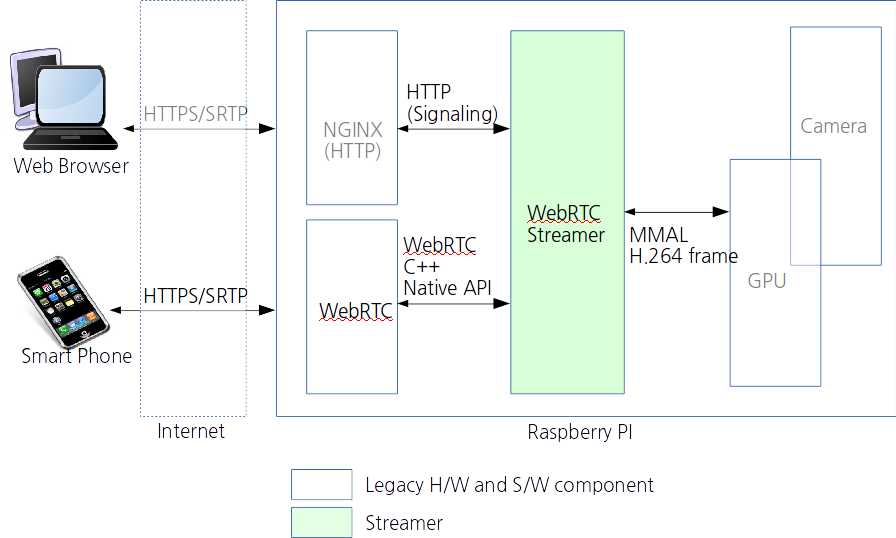 HTTPS/SRTP
Web Browser
HTTPS/SRTP
Smart Phone
Internet
NGINX
(HTTP)
HTTP
(Signaling)
WebRTC
WebRTC
C++
Native API
WebRTC
Streamer
MMAL
H.264 frame
Camera
GPU
Raspberry PI
Legacy H/W and S/W component
Streamer